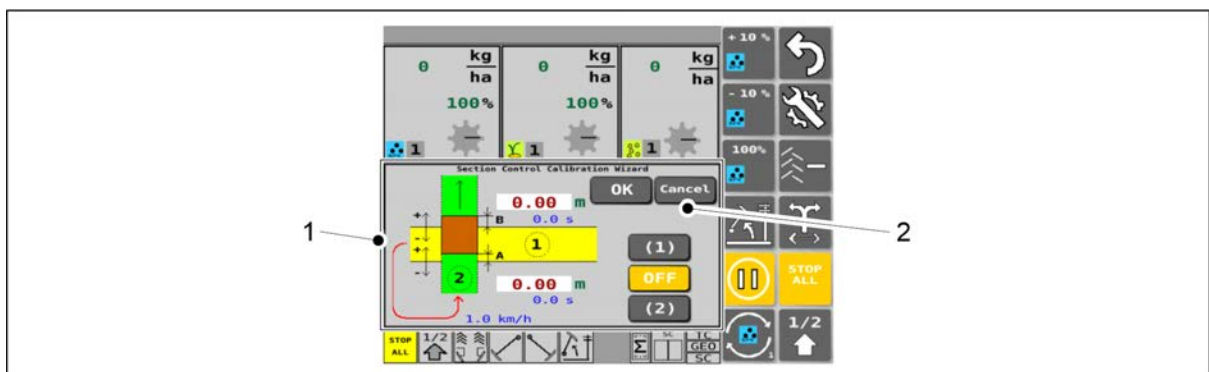 0 kg/ha 0 kg/ha 0 kg/ha
100% 100%
1 1 1
+ 10 %
- 10 %
100%
Section Control Calibration Wizard
OK Cancel
0.00 m
0.0 s
+
-
+
-
B
A
1
2
0.00 m
0.0 s
1.0 km/h
(1)
OFF
(2)
STOP ALL
1
1/2
STOP ALL
1/2
Σ
SC
TC
GEO
SC
1
2